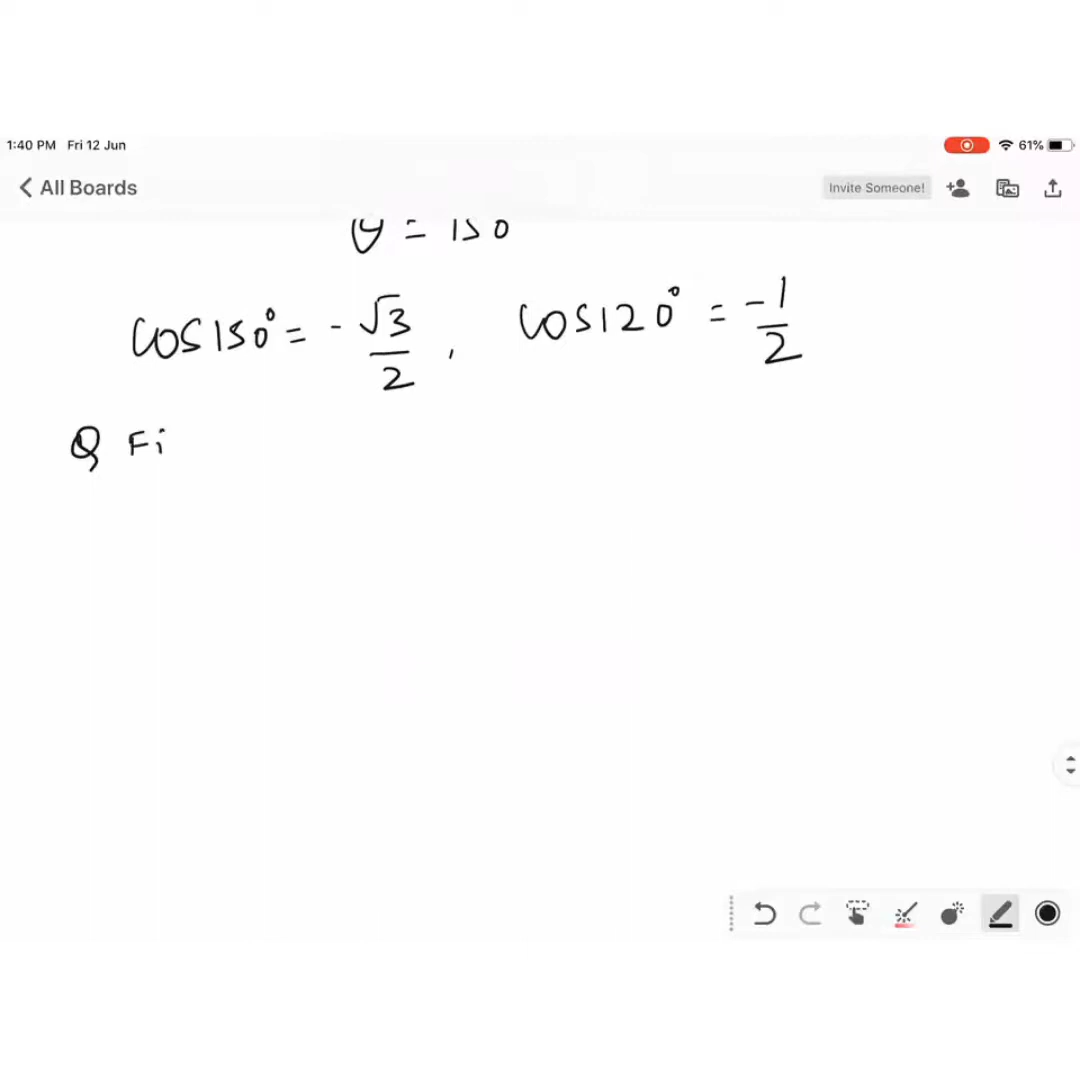 1:40 PM Fri 12 Jun 61%
All Boards Invite Someone!
θ = 150
cos150° = -√3/2, cos120° = -1/2
Q Fi